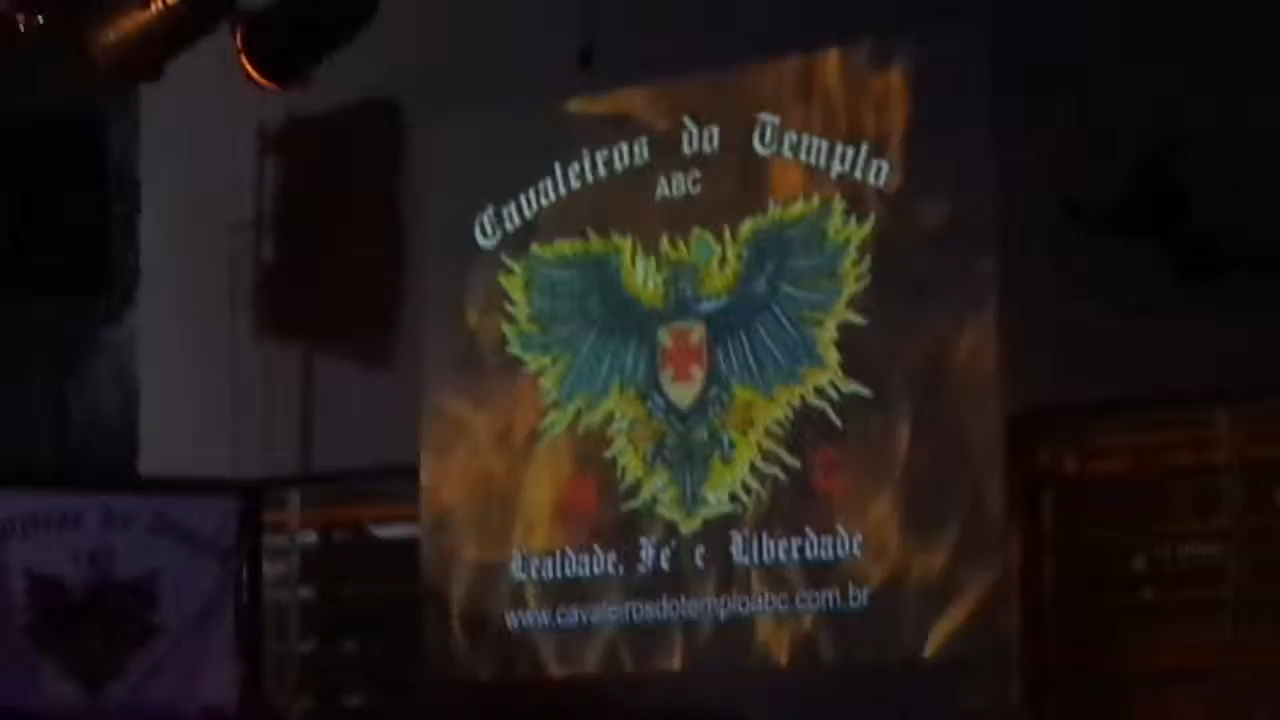 Cavaleiros do Templo
ABC
Lealdade, Fé e Liberdade
www.cavaleirosdotemploabc.com.br